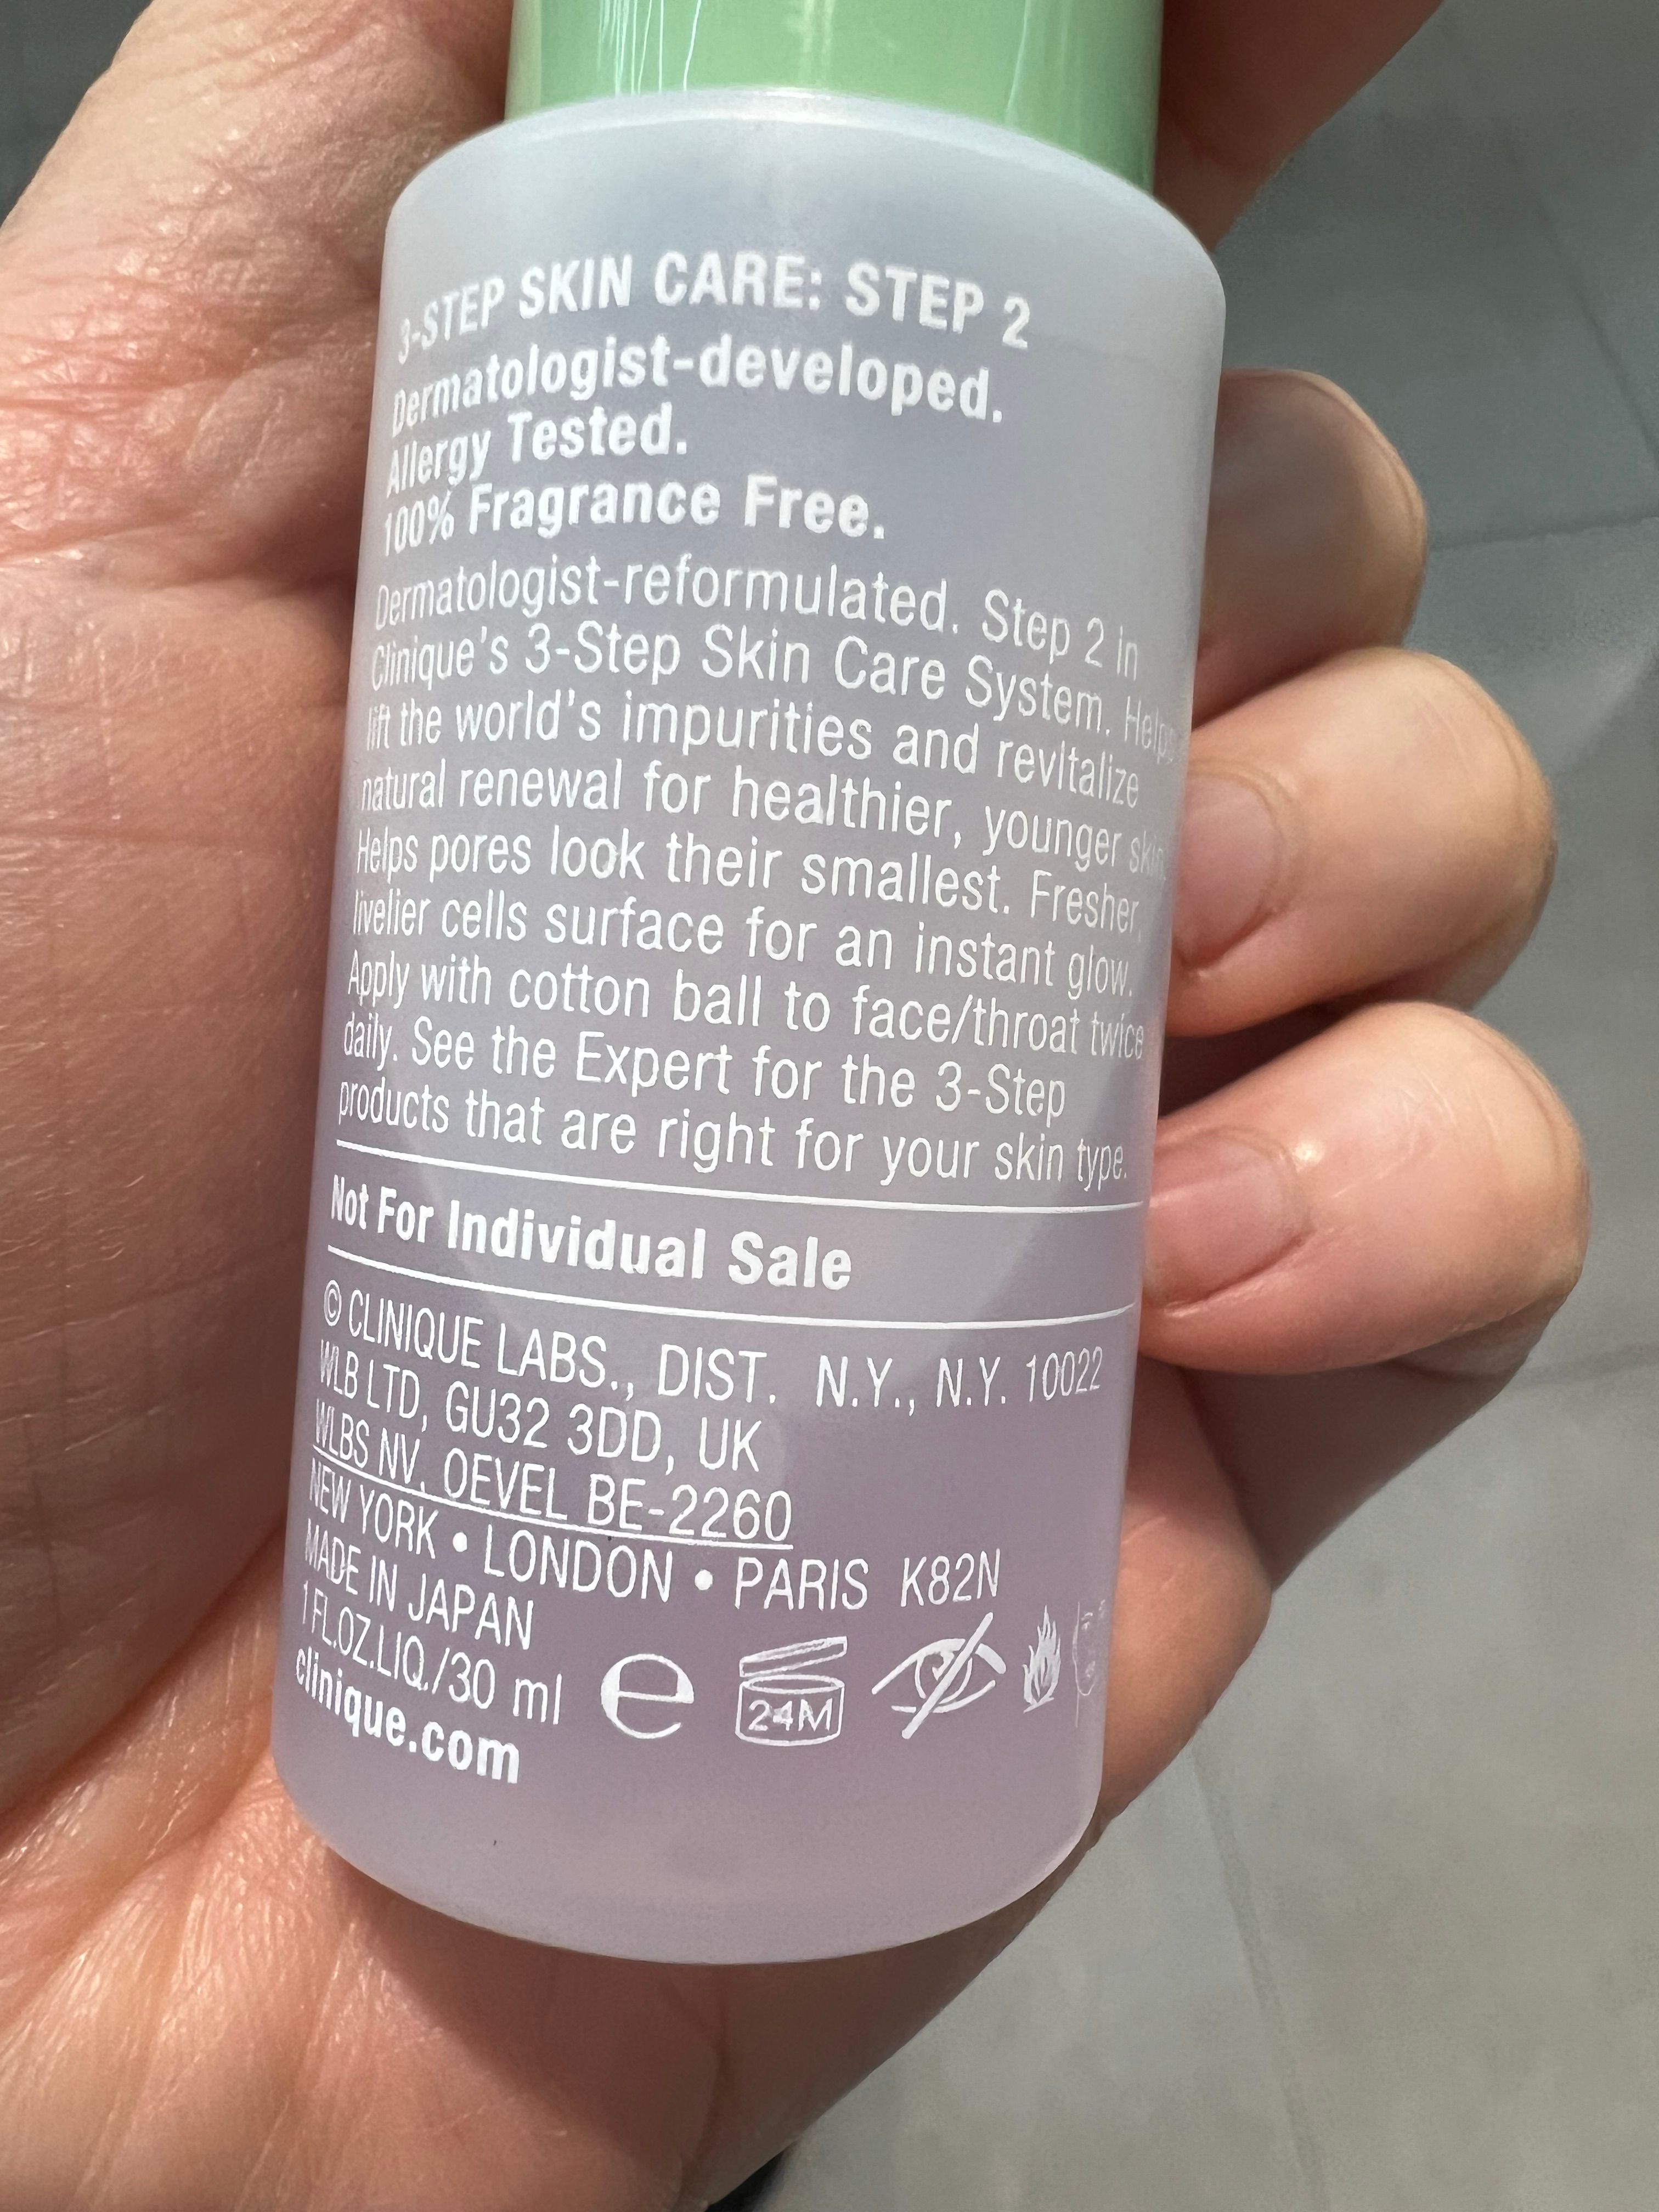 3-STEP SKIN CARE: STEP 2
Dermatologist-developed.
Allergy Tested.
100% Fragrance Free.
Dermatologist-reformulated. Step 2 in
Clinique's 3-Step Skin Care System. Helps
lift the world's impurities and revitalize
natural renewal for healthier, younger skin.
Helps pores look their smallest. Fresher,
livelier cells surface for an instant glow.
Apply with cotton ball to face/throat twice
daily. See the Expert for the 3-Step
products that are right for your skin type.
Not For Individual Sale
© CLINIQUE LABS., DIST. N.Y., N.Y. 10022
WLB LTD, GU32 3DD, UK
WLBS NV. OEVEL BE-2260
NEW YORK • LONDON • PARIS K82N
MADE IN JAPAN
1 FL.OZ.LIQ./30 ml e 24M
clinique.com